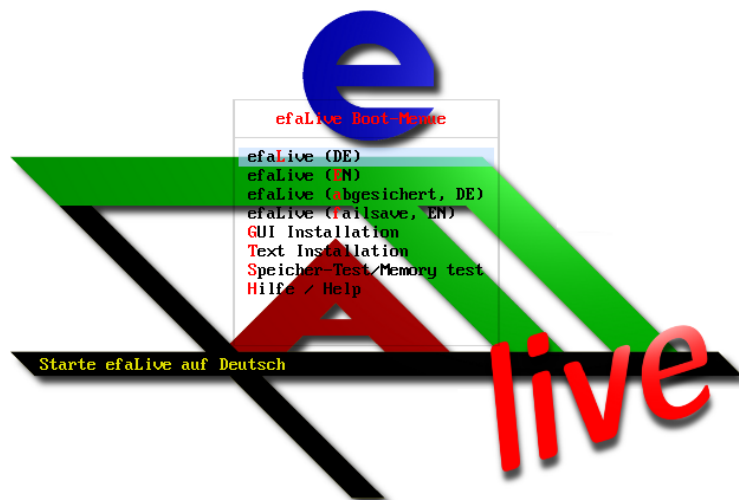 e
efaLive Boot-Menue
efaLive (DE)
efaLive (EN)
efaLive (abgesichert, DE)
efaLive (failsave, EN)
GUI Installation
Text Installation
Speicher-Test/Memory test
Hilfe / Help
Starte efaLive auf Deutsch
live